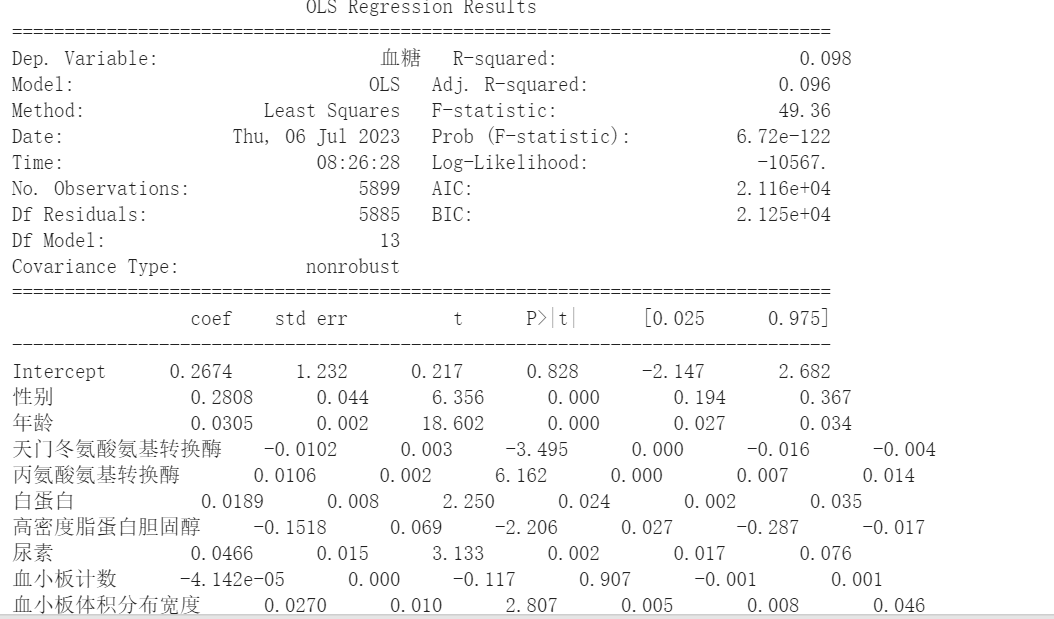 OLS Regression Results
==============================================================================
Dep. Variable: 血糖 R-squared: 0.098
Model: OLS Adj. R-squared: 0.096
Method: Least Squares F-statistic: 49.36
Date: Thu, 06 Jul 2023 Prob (F-statistic): 6.72e-122
Time: 08:26:28 Log-Likelihood: -10567.
No. Observations: 5899 AIC: 2.116e+04
Df Residuals: 5885 BIC: 2.125e+04
Df Model: 13
Covariance Type: nonrobust
==============================================================================
coef std err t P>|t| [0.025 0.975]
------------------------------------------------------------------------------
Intercept 0.2674 1.232 0.217 0.828 -2.147 2.682
性别 0.2808 0.044 6.356 0.000 0.194 0.367
年龄 0.0305 0.002 18.602 0.000 0.027 0.034
天门冬氨酸氨基转换酶 -0.0102 0.003 -3.495 0.000 -0.016 -0.004
丙氨酸氨基转换酶 0.0106 0.002 6.162 0.000 0.007 0.014
白蛋白 0.0189 0.008 2.250 0.024 0.002 0.035
高密度脂蛋白胆固醇 -0.1518 0.069 -2.206 0.027 -0.287 -0.017
尿素 0.0466 0.015 3.133 0.002 0.017 0.076
血小板计数 -4.142e-05 0.000 -0.117 0.907 -0.001 0.001
血小板体积分布宽度 0.0270 0.010 2.807 0.005 0.008 0.046